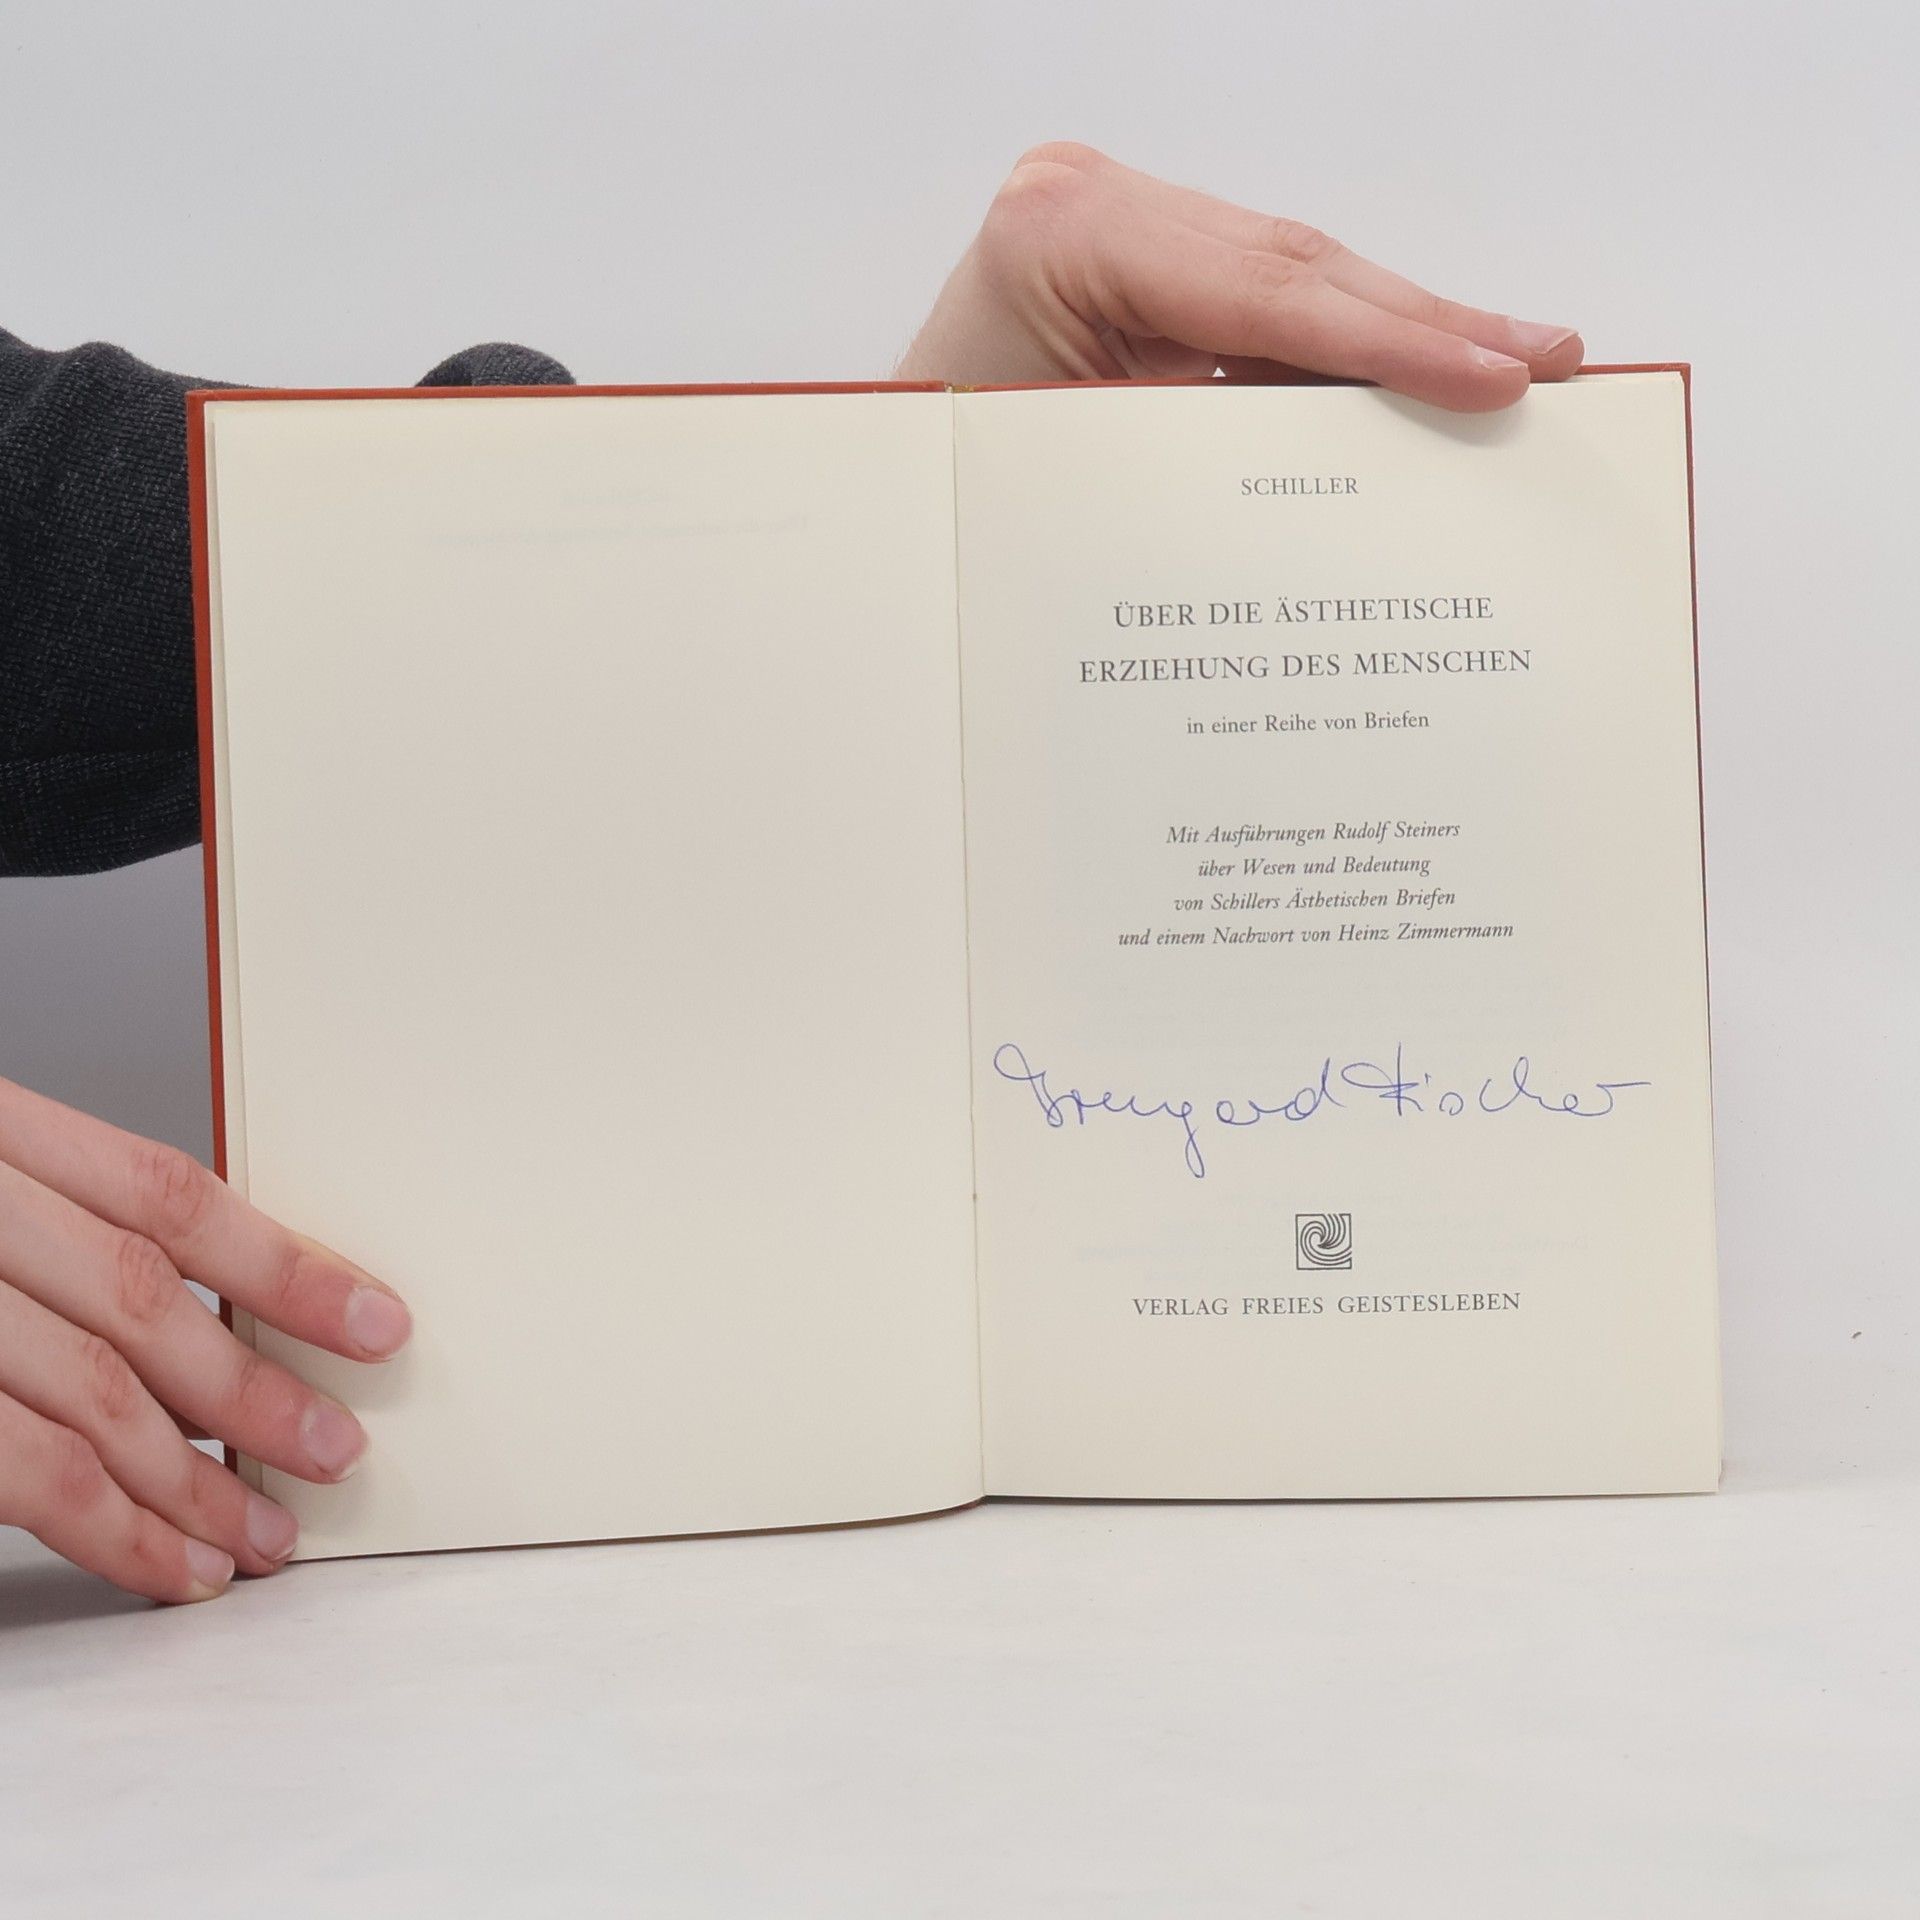 SCHILLER
ÜBER DIE ÄSTHETISCHE
ERZIEHUNG DES MENSCHEN
in einer Reihe von Briefen
Mit Ausführungen Rudolf Steiners
über Wesen und Bedeutung
von Schillers Ästhetischen Briefen
und einem Nachwort von Heinz Zimmermann
Irmgard Fischer
VERLAG FREIES GEISTESLEBEN